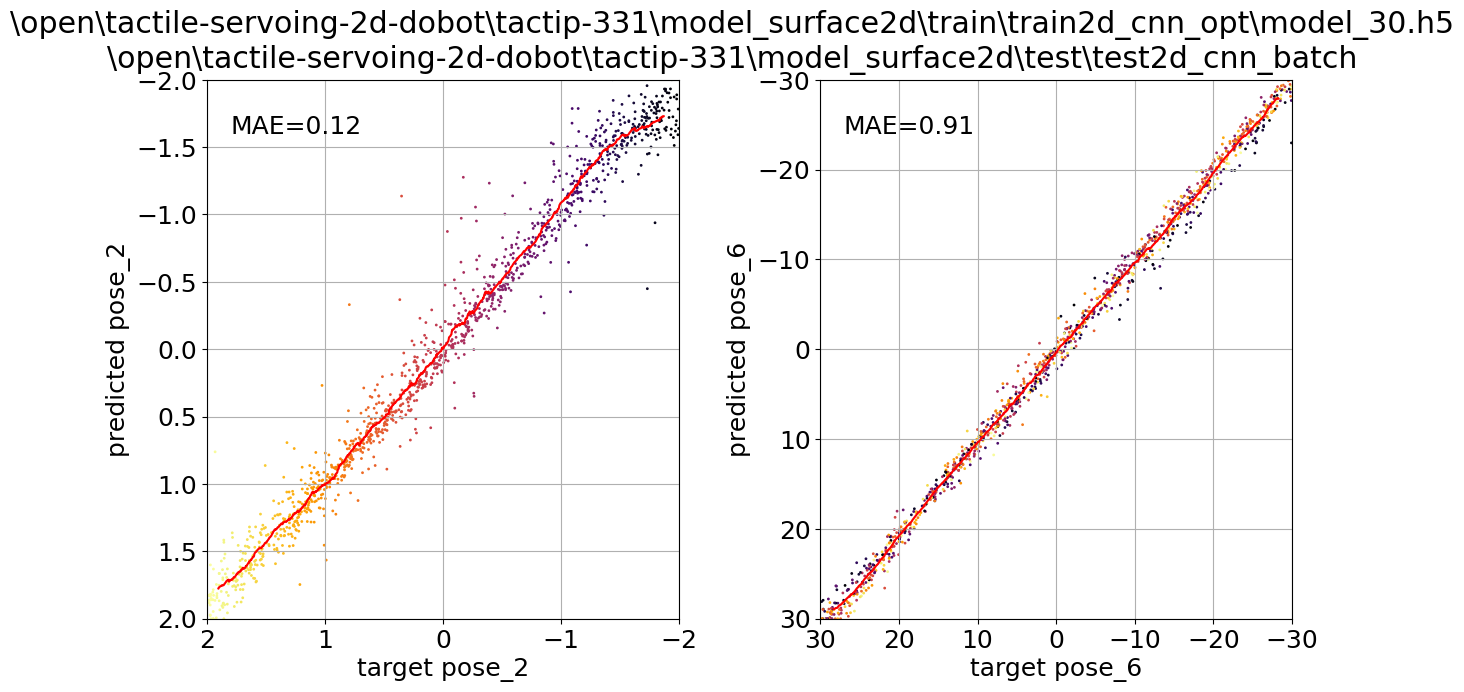 \open\tactile-servoing-2d-dobot\tactip-331\model_surface2d\train\train2d_cnn_opt\model_30.h5
\open\tactile-servoing-2d-dobot\tactip-331\model_surface2d\test\test2d_cnn_batch
MAE=0.12
−2.0
−1.5
−1.0
−0.5
0.0
0.5
1.0
1.5
2.0
predicted pose_2
2 1 0 −1 −2
target pose_2
MAE=0.91
−30
−20
−10
0
10
20
30
predicted pose_6
30 20 10 0 −10 −20 −30
target pose_6